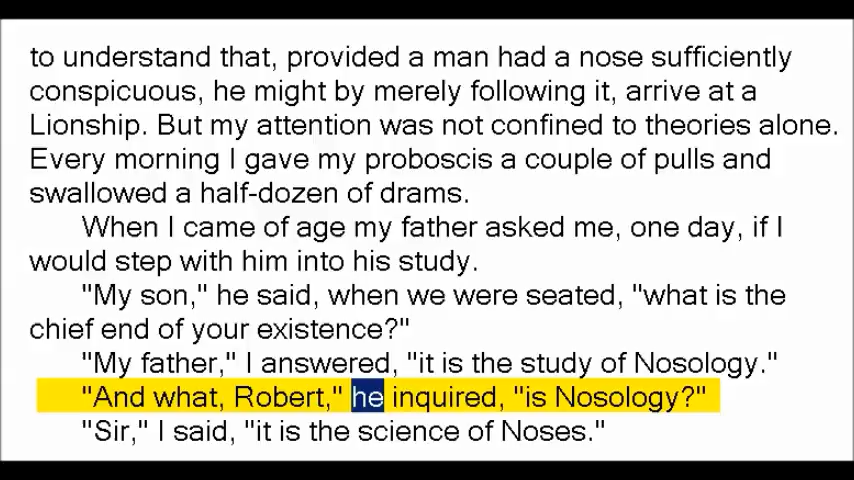 to understand that, provided a man had a nose sufficiently
conspicuous, he might by merely following it, arrive at a
Lionship. But my attention was not confined to theories alone.
Every morning I gave my proboscis a couple of pulls and
swallowed a half-dozen of drams.
When I came of age my father asked me, one day, if I
would step with him into his study.
"My son," he said, when we were seated, "what is the
chief end of your existence?"
"My father," I answered, "it is the study of Nosology."
"And what, Robert," he inquired, "is Nosology?"
"Sir," I said, "it is the science of Noses."